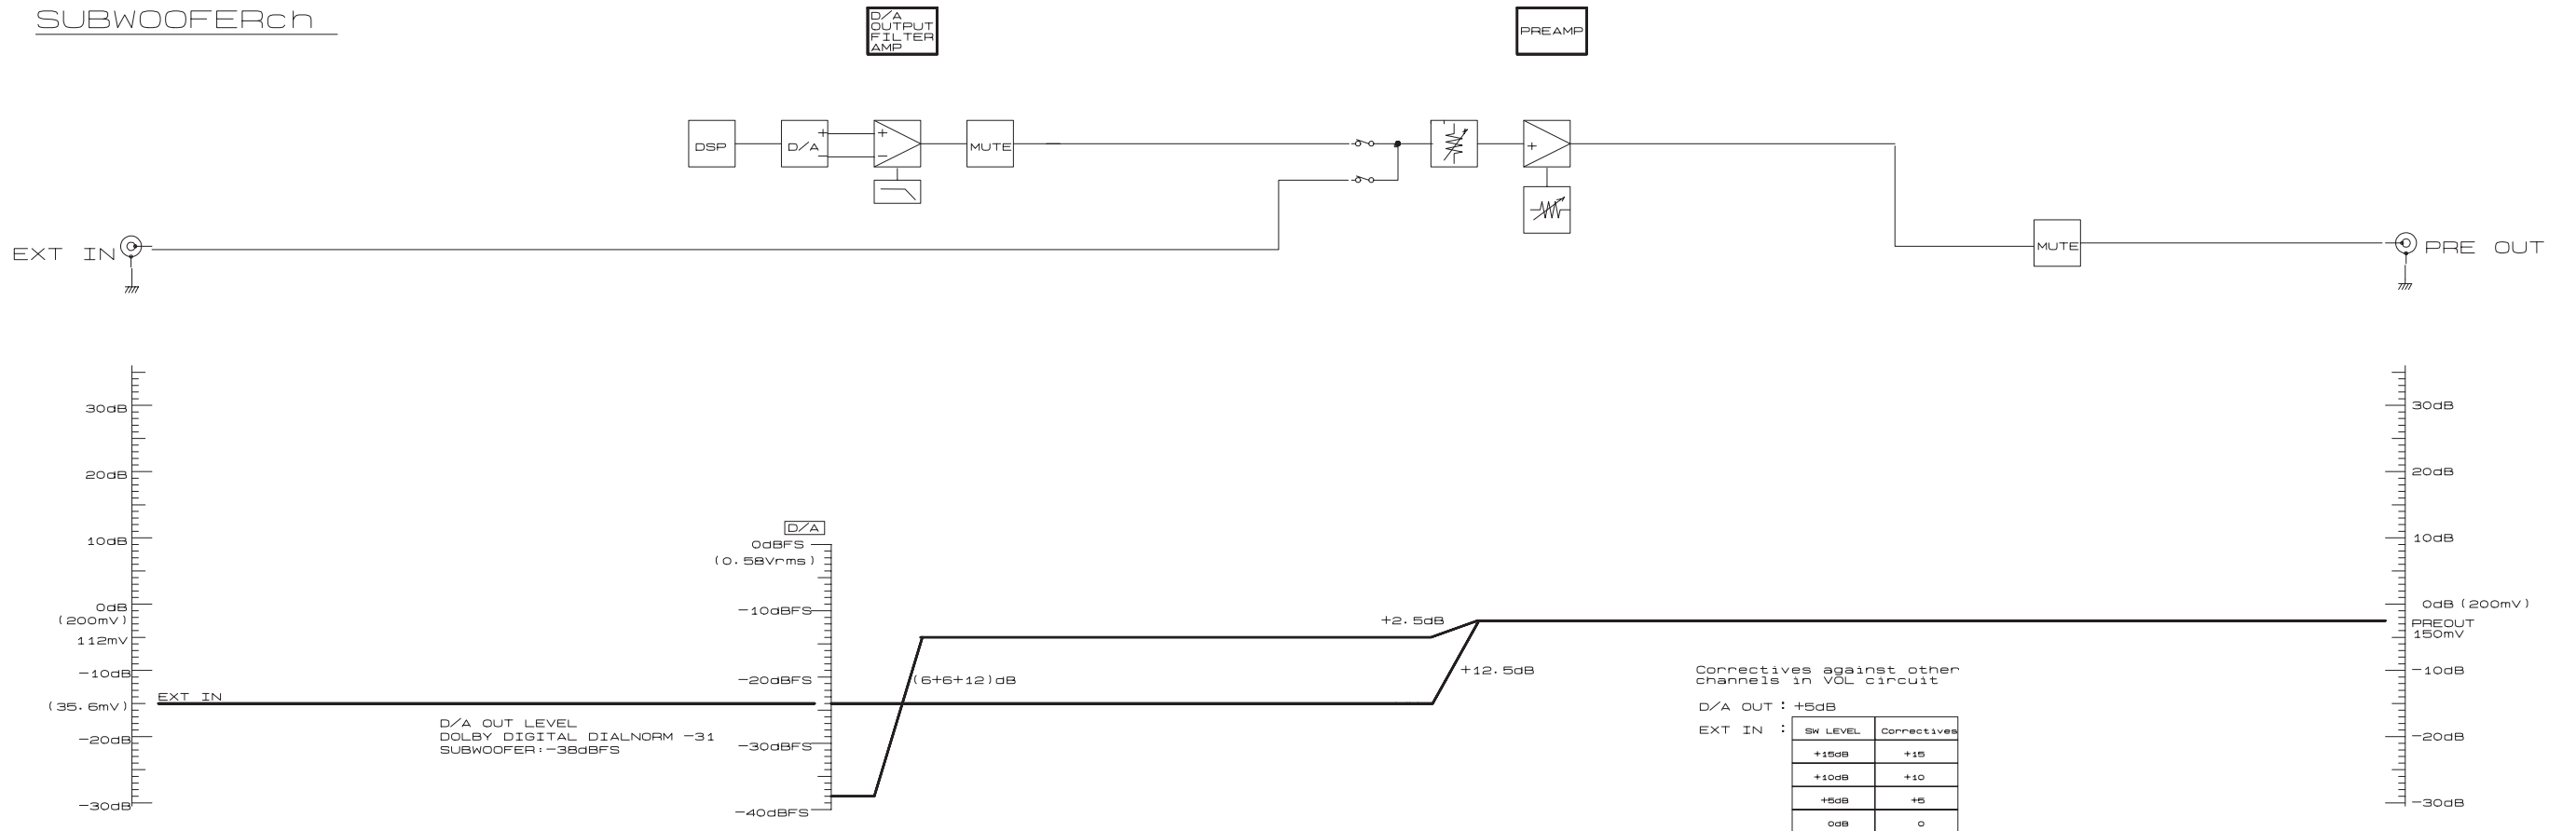 SUBWOOFERch
D/A
OUTPUT
FILTER
AMP
PREAMP
DSP
D/A
+
−
+
−
MUTE
+
EXT IN
MUTE
PRE OUT
30dB
20dB
10dB
0dB
(200mV)
112mV
−10dB
(35.6mV)
−20dB
−30dB
EXT IN
D/A OUT LEVEL
DOLBY DIGITAL DIALNORM −31
SUBWOOFER:−38dBFS
D/A
0dBFS
(0.58Vrms)
−10dBFS
−20dBFS
−30dBFS
−40dBFS
(6+6+12)dB
+2.5dB
+12.5dB
Correctives against other
channels in VOL circuit
D/A OUT : +5dB
EXT IN :
SW LEVEL Correctives
+15dB +15
+10dB +10
+5dB +5
0dB 0
30dB
20dB
10dB
0dB (200mV)
PREOUT
150mV
−10dB
−20dB
−30dB